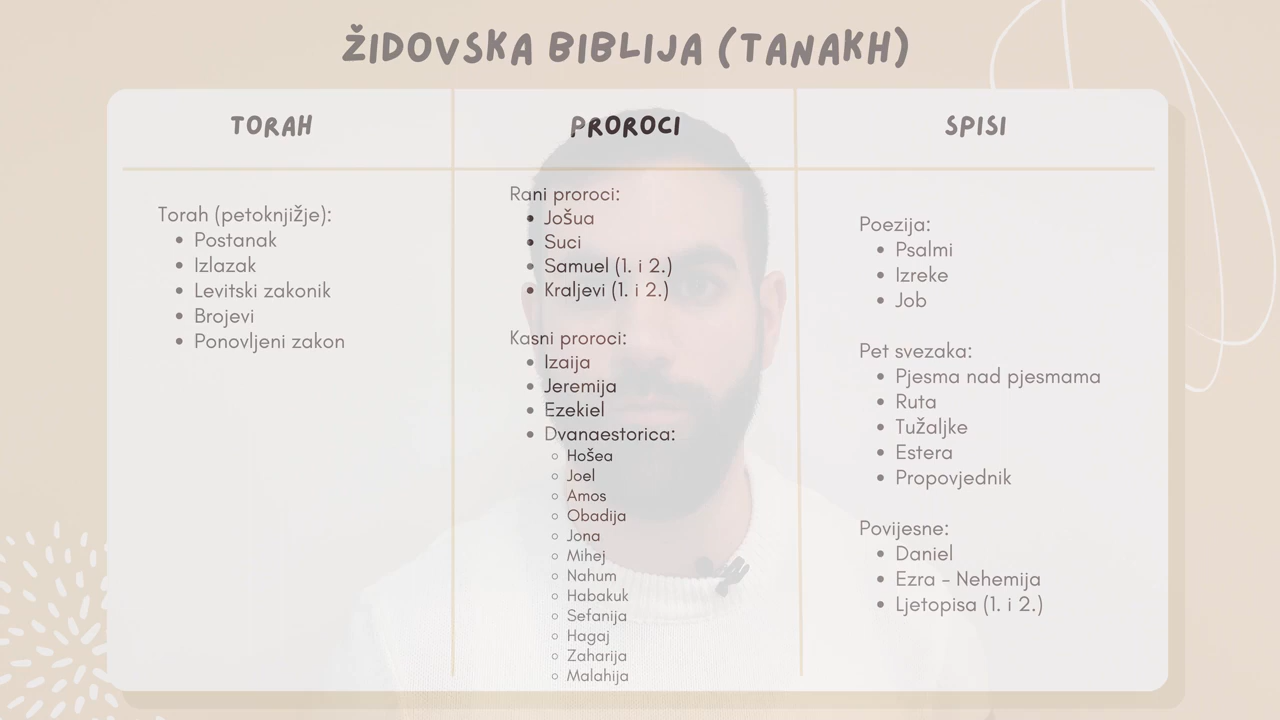 ŽIDOVSKA BIBLIJA (TANAKH)
TORAH
Torah (petoknjižje):
Postanak
Izlazak
Levitski zakonik
Brojevi
Ponovljeni zakon
PROROCI
Rani proroci:
Jošua
Suci
Samuel (1. i 2.)
Kraljevi (1. i 2.)
Kasni proroci:
Izaija
Jeremija
Ezekiel
Dvanaestorica:
Hošea
Joel
Amos
Obadija
Jona
Mihej
Nahum
Habakuk
Sefanija
Hagaj
Zaharija
Malahija
SPISI
Poezija:
Psalmi
Izreke
Job
Pet svezaka:
Pjesma nad pjesmama
Ruta
Tužaljke
Estera
Propovjednik
Povijesne:
Daniel
Ezra - Nehemija
Ljetopisa (1. i 2.)